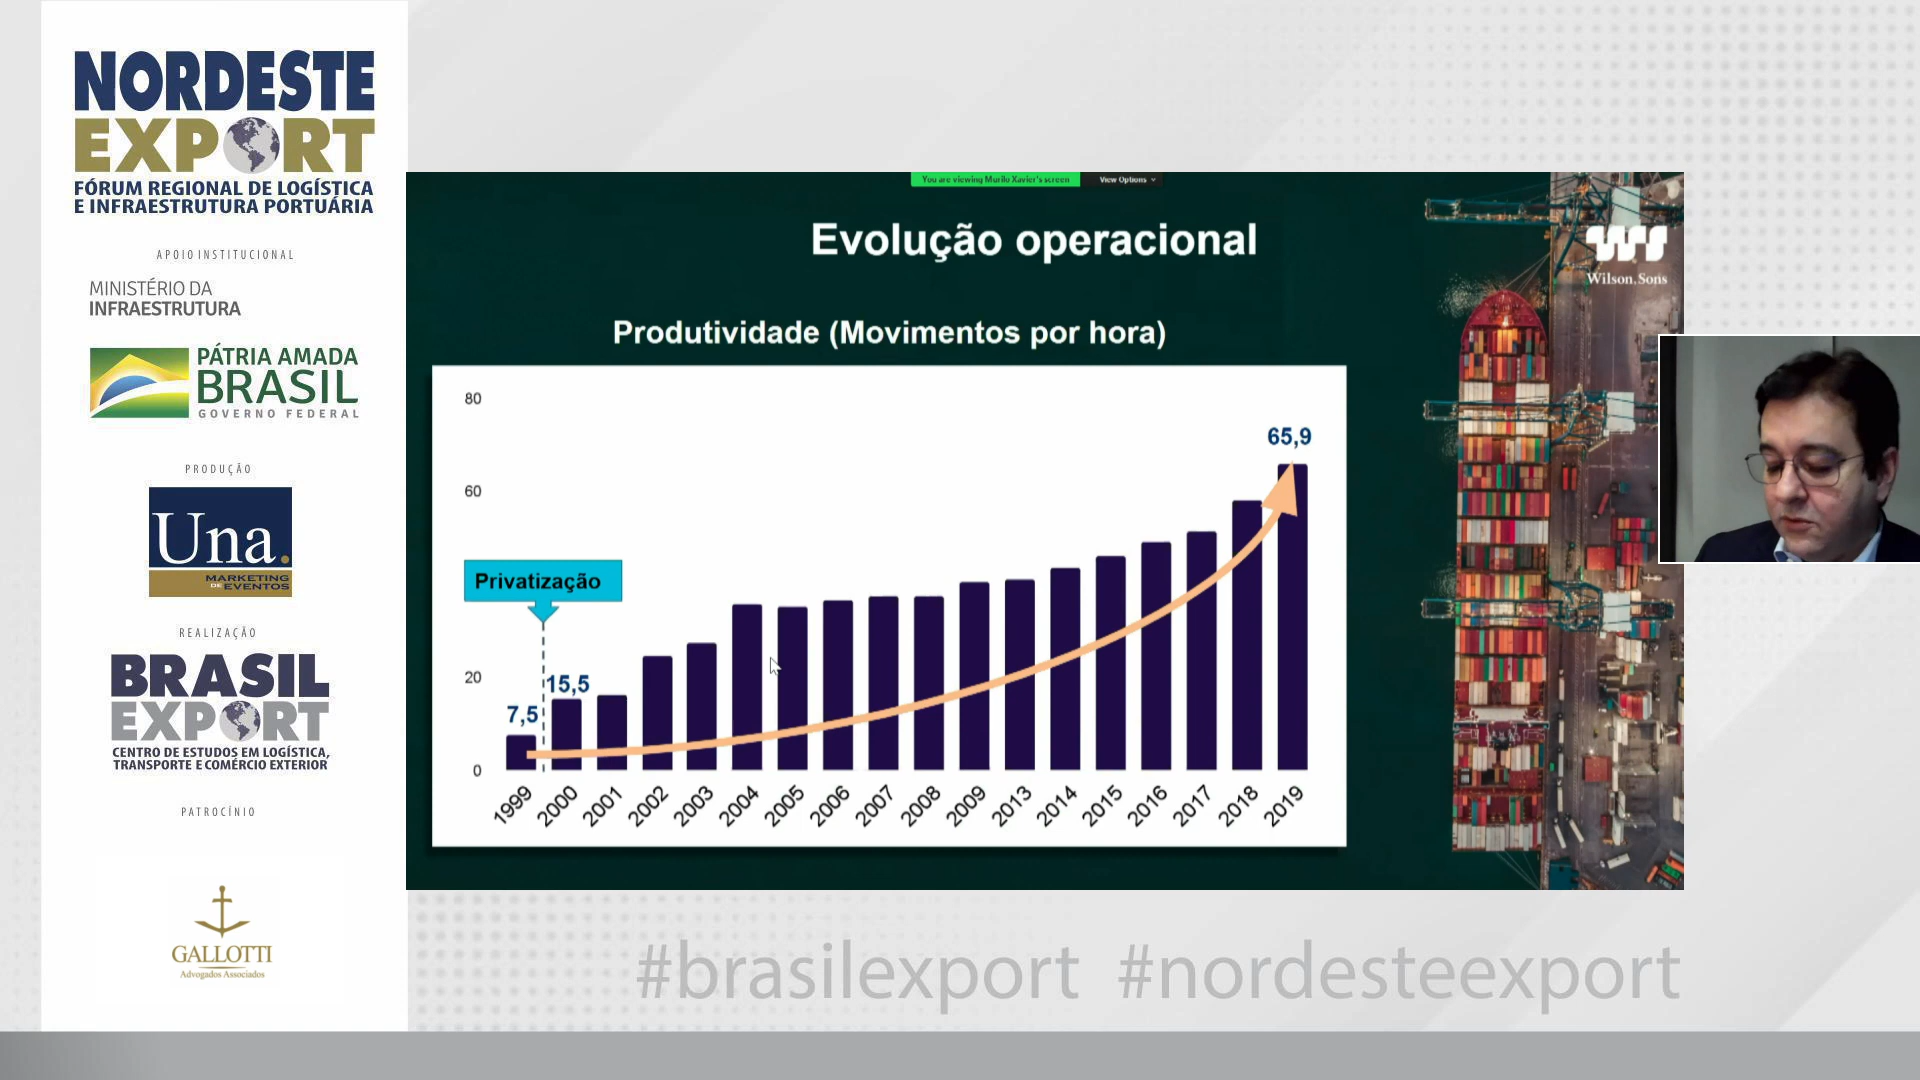 NORDESTE
EXPORT
FÓRUM REGIONAL DE LOGÍSTICA
E INFRAESTRUTURA PORTUÁRIA
APOIO INSTITUCIONAL
MINISTÉRIO DA
INFRAESTRUTURA
PÁTRIA AMADA
BRASIL
GOVERNO FEDERAL
PRODUÇÃO
Una.
MARKETING
DE EVENTOS
REALIZAÇÃO
BRASIL
EXPORT
CENTRO DE ESTUDOS EM LOGÍSTICA,
TRANSPORTE E COMÉRCIO EXTERIOR
PATROCÍNIO
GALLOTTI
Advogados Associados
You are viewing Murilo Xavier's screen
View Options
Evolução operacional
WS
Wilson.Sons
Produtividade (Movimentos por hora)
80
65,9
60
Privatização
20
15,5
7,5
0
1999
2000
2001
2002
2003
2004
2005
2006
2007
2008
2009
2013
2014
2015
2016
2017
2018
2019
#brasilexport #nordesteexport